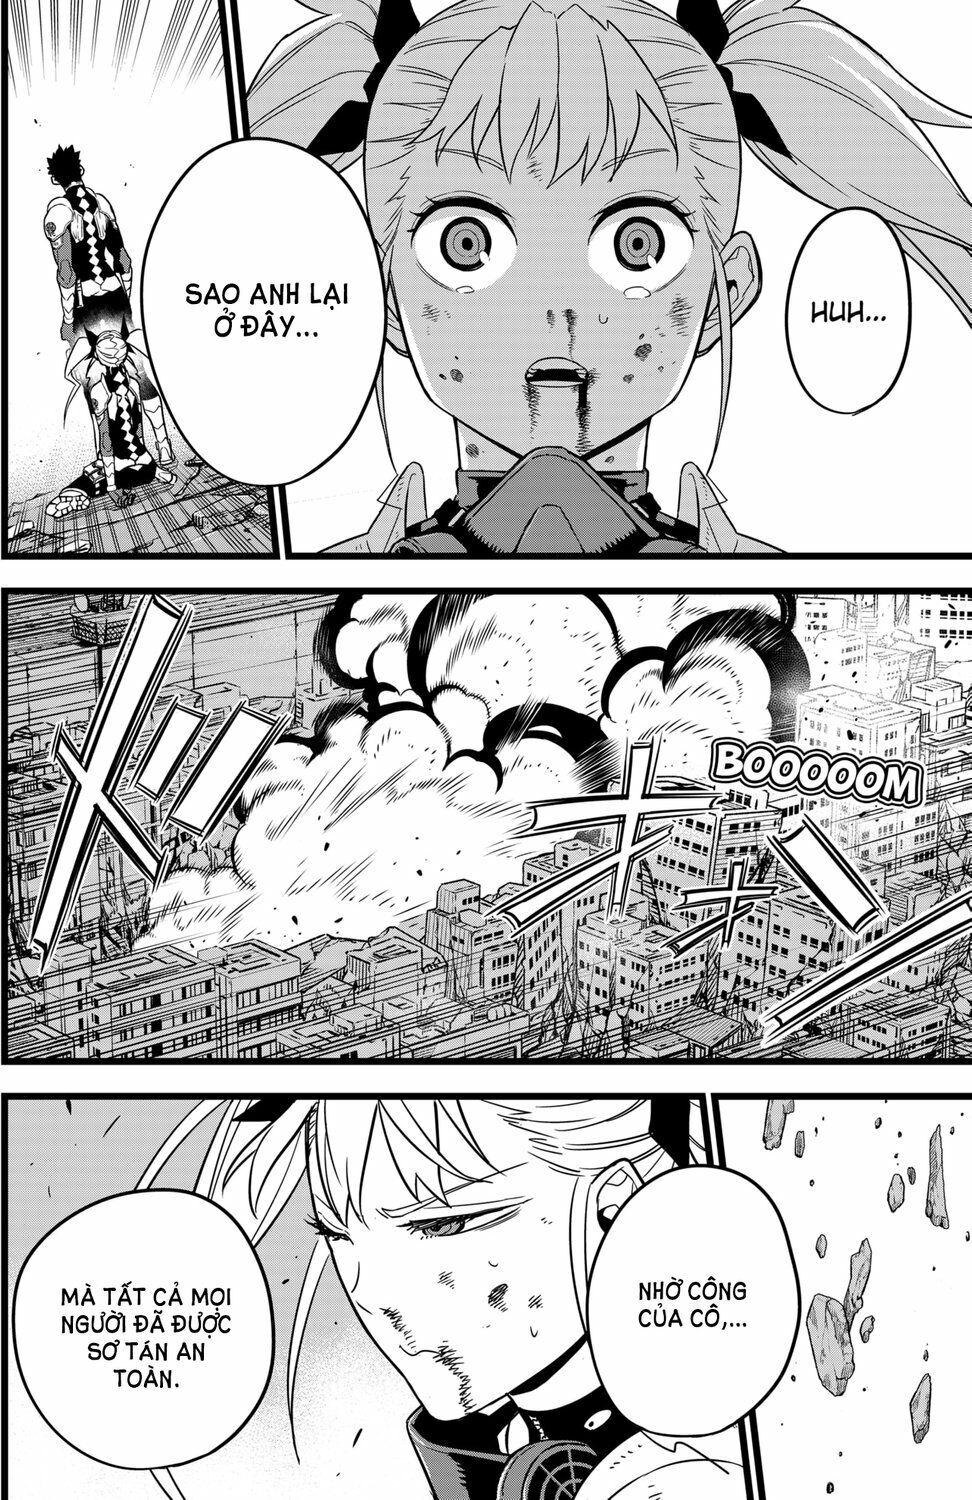 HUH...
SAO ANH LẠI
Ở ĐÂY...
BOOOOOM
NHỜ CÔNG
CỦA CÔ,...
MÀ TẤT CẢ MỌI
NGƯỜI ĐÃ ĐƯỢC
SƠ TÁN AN
TOÀN.